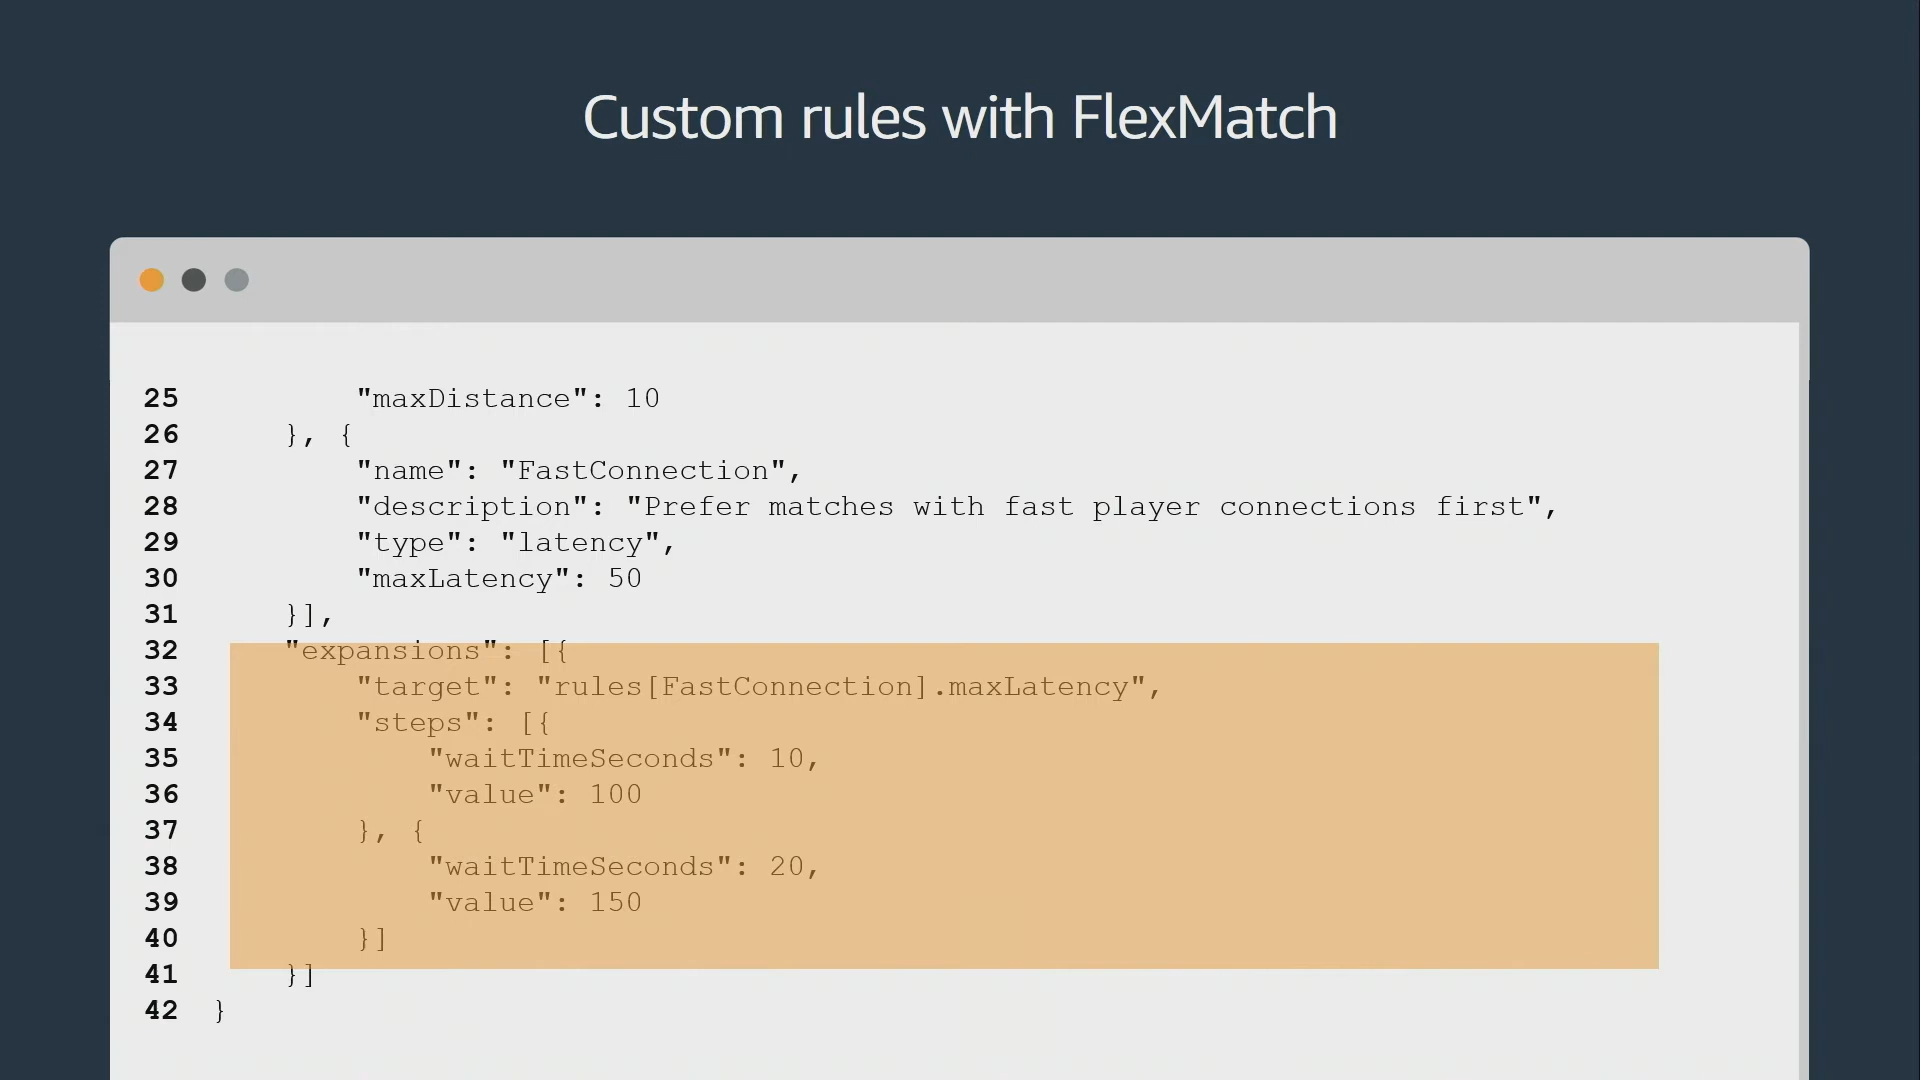 Custom rules with FlexMatch
25 "maxDistance": 10
26 }, {
27 "name": "FastConnection",
28 "description": "Prefer matches with fast player connections first",
29 "type": "latency",
30 "maxLatency": 50
31 }],
32 "expansions": [{
33 "target": "rules[FastConnection].maxLatency",
34 "steps": [{
35 "waitTimeSeconds": 10,
36 "value": 100
37 }, {
38 "waitTimeSeconds": 20,
39 "value": 150
40 }]
41 }]
42 }